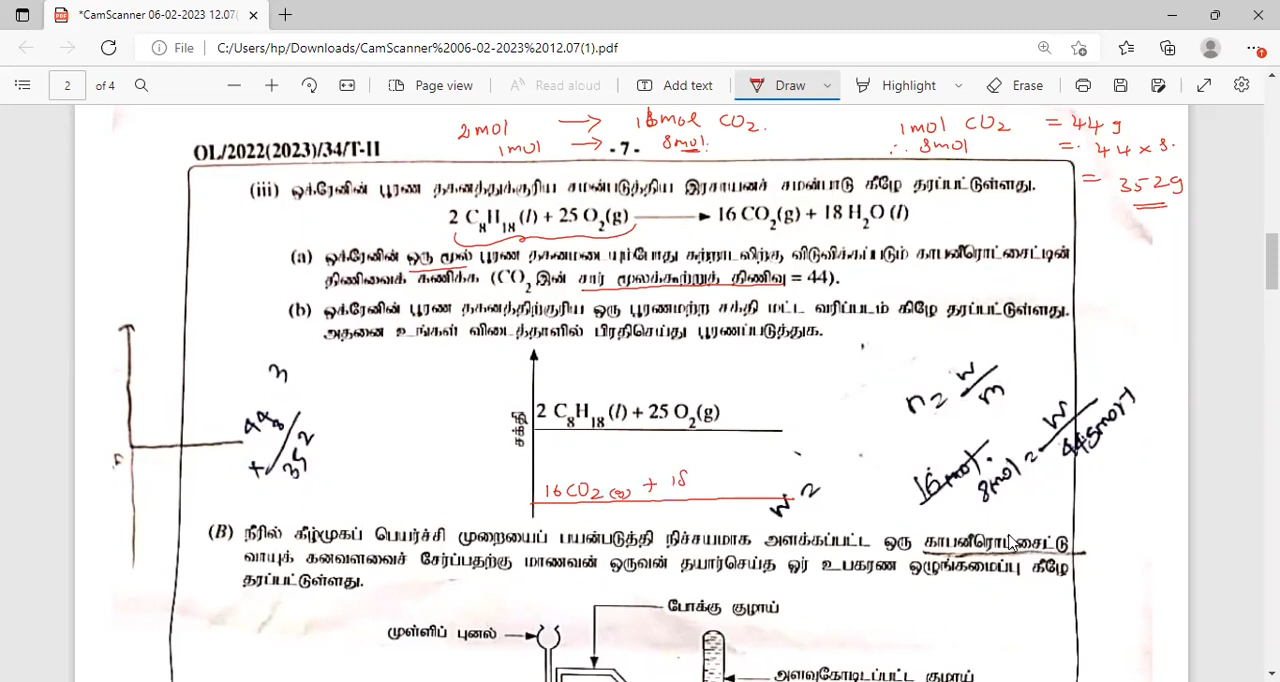 *CamScanner 06-02-2023 12.07(
File
C:/Users/hp/Downloads/CamScanner%2006-02-2023%2012.07(1).pdf
2 of 4
Page view
Read aloud
Add text
Draw
Highlight
Erase
2mol → 16mol CO2.
1mol → 8mol.
1mol CO2 = 44g
∴ 8mol = 44 × 8.
= 352g
OL/2022(2023)/34/T-II
-7-
(iii) ஒக்ரேனின் பூரண தகனத்துக்குரிய சமன்படுத்திய இரசாயனச் சமன்பாடு கீழே தரப்பட்டுள்ளது.
2 C8H18(l) + 25 O2(g) → 16 CO2(g) + 18 H2O (l)
(a) ஒக்ரேனின் ஒரு மூல் பூரண தகனமடையும்போது சுற்றாடலிற்கு விடுவிக்கப்படும் காபனீரொட்சைட்டின்
திணிவைக் கணிக்க (CO2 இன் சார் மூலக்கூற்றுத் திணிவு = 44).
(b) ஒக்ரேனின் பூரண தகனத்திற்குரிய ஒரு பூரணமற்ற சக்தி மட்ட வரிப்படம் கீழே தரப்பட்டுள்ளது.
அதனை உங்கள் விடைத்தாளில் பிரதிசெய்து பூரணப்படுத்துக.
சக்தி
2 C8H18(l) + 25 O2(g)
16CO2(g) + 18
n = w/m
16mol.
8mol = w/44gmol-1
w =
(B) நீரில் கீழ்முகப் பெயர்ச்சி முறையைப் பயன்படுத்தி நிச்சயமாக அளக்கப்பட்ட ஒரு காபனீரொட்சைட்டு
வாயுக் கனவளவைச் சேர்ப்பதற்கு மாணவன் ஒருவன் தயார்செய்த ஓர் உபகரண ஒழுங்கமைப்பு கீழே
தரப்பட்டுள்ளது.
போக்கு குழாய்
முள்ளிப் புனல்
அளவுகோடிடப்பட்ட குழாய்